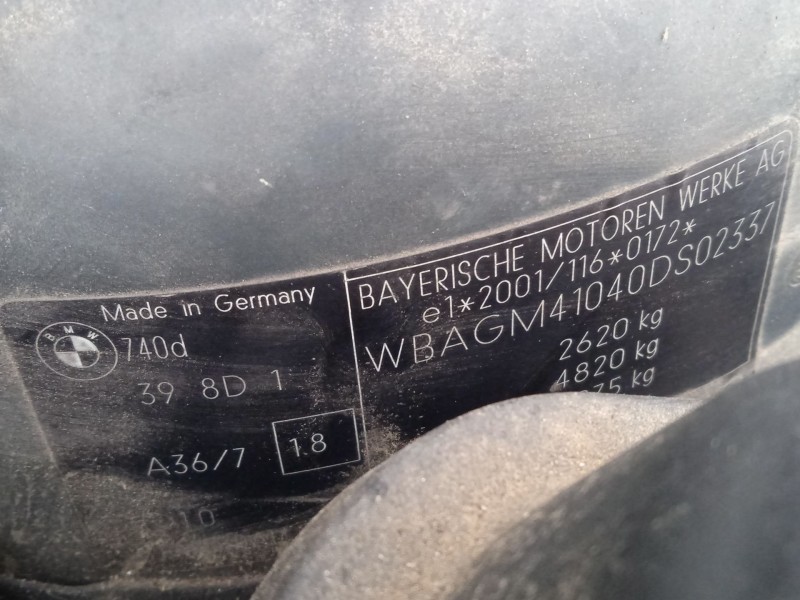 Made in Germany
BMW
740d
39 8D 1
A36/7
1.8
BAYERISCHE MOTOREN WERKE AG
e1*2001/116*0172*
WBAGM41040DS02337
2620 kg
4820 kg
kg